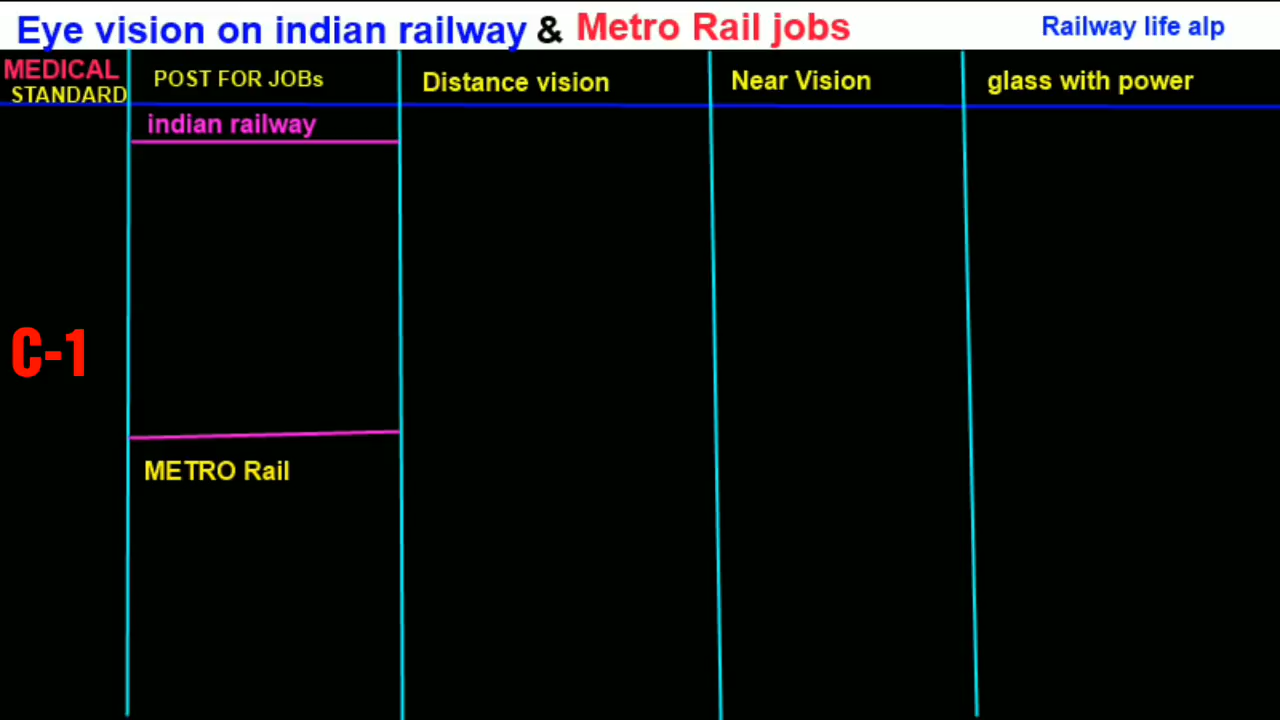 Eye vision on indian railway & Metro Rail jobs
Railway life alp
MEDICAL STANDARD
POST FOR JOBs
Distance vision
Near Vision
glass with power
indian railway
C-1
METRO Rail